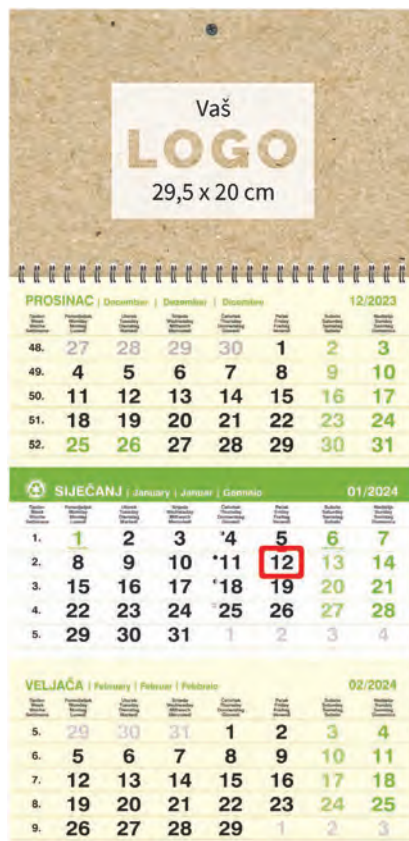 Vaš
LOGO
29,5 x 20 cm
PROSINAC | December | Dezember | Dicembre 12/2023
48. 27 28 29 30 1 2 3
49. 4 5 6 7 8 9 10
50. 11 12 13 14 15 16 17
51. 18 19 20 21 22 23 24
52. 25 26 27 28 29 30 31
SIJEČANJ | January | Januar | Gennaio 01/2024
1. 1 2 3 4 5 6 7
2. 8 9 10 11 12 13 14
3. 15 16 17 18 19 20 21
4. 22 23 24 25 26 27 28
5. 29 30 31 1 2 3 4
VELJAČA | February | Februar | Febbraio 02/2024
5. 29 30 31 1 2 3 4
6. 5 6 7 8 9 10 11
7. 12 13 14 15 16 17 18
8. 19 20 21 22 23 24 25
9. 26 27 28 29 1 2 3